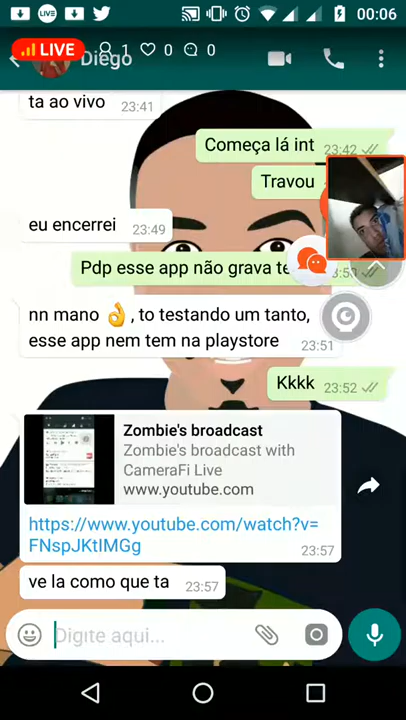 00:06
LIVE 1 0 0
Diego
ta ao vivo 23:41
Começa lá int 23:42
Travou
eu encerrei 23:49
Pdp esse app não grava te
nn mano 👌, to testando um tanto,
esse app nem tem na playstore 23:51
Kkkk 23:52
Zombie's broadcast
Zombie's broadcast with
CameraFi Live
www.youtube.com
https://www.youtube.com/watch?v=
FNspJKtIMGg 23:57
ve la como que ta 23:57
Digite aqui...